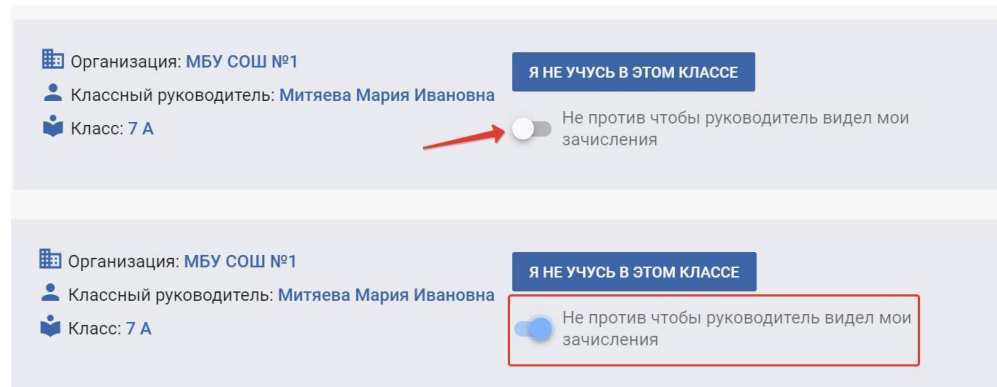 Организация: МБУ СОШ №1
Классный руководитель: Митяева Мария Ивановна
Класс: 7 А
Я НЕ УЧУСЬ В ЭТОМ КЛАССЕ
Не против чтобы руководитель видел мои
зачисления
Организация: МБУ СОШ №1
Классный руководитель: Митяева Мария Ивановна
Класс: 7 А
Я НЕ УЧУСЬ В ЭТОМ КЛАССЕ
Не против чтобы руководитель видел мои
зачисления